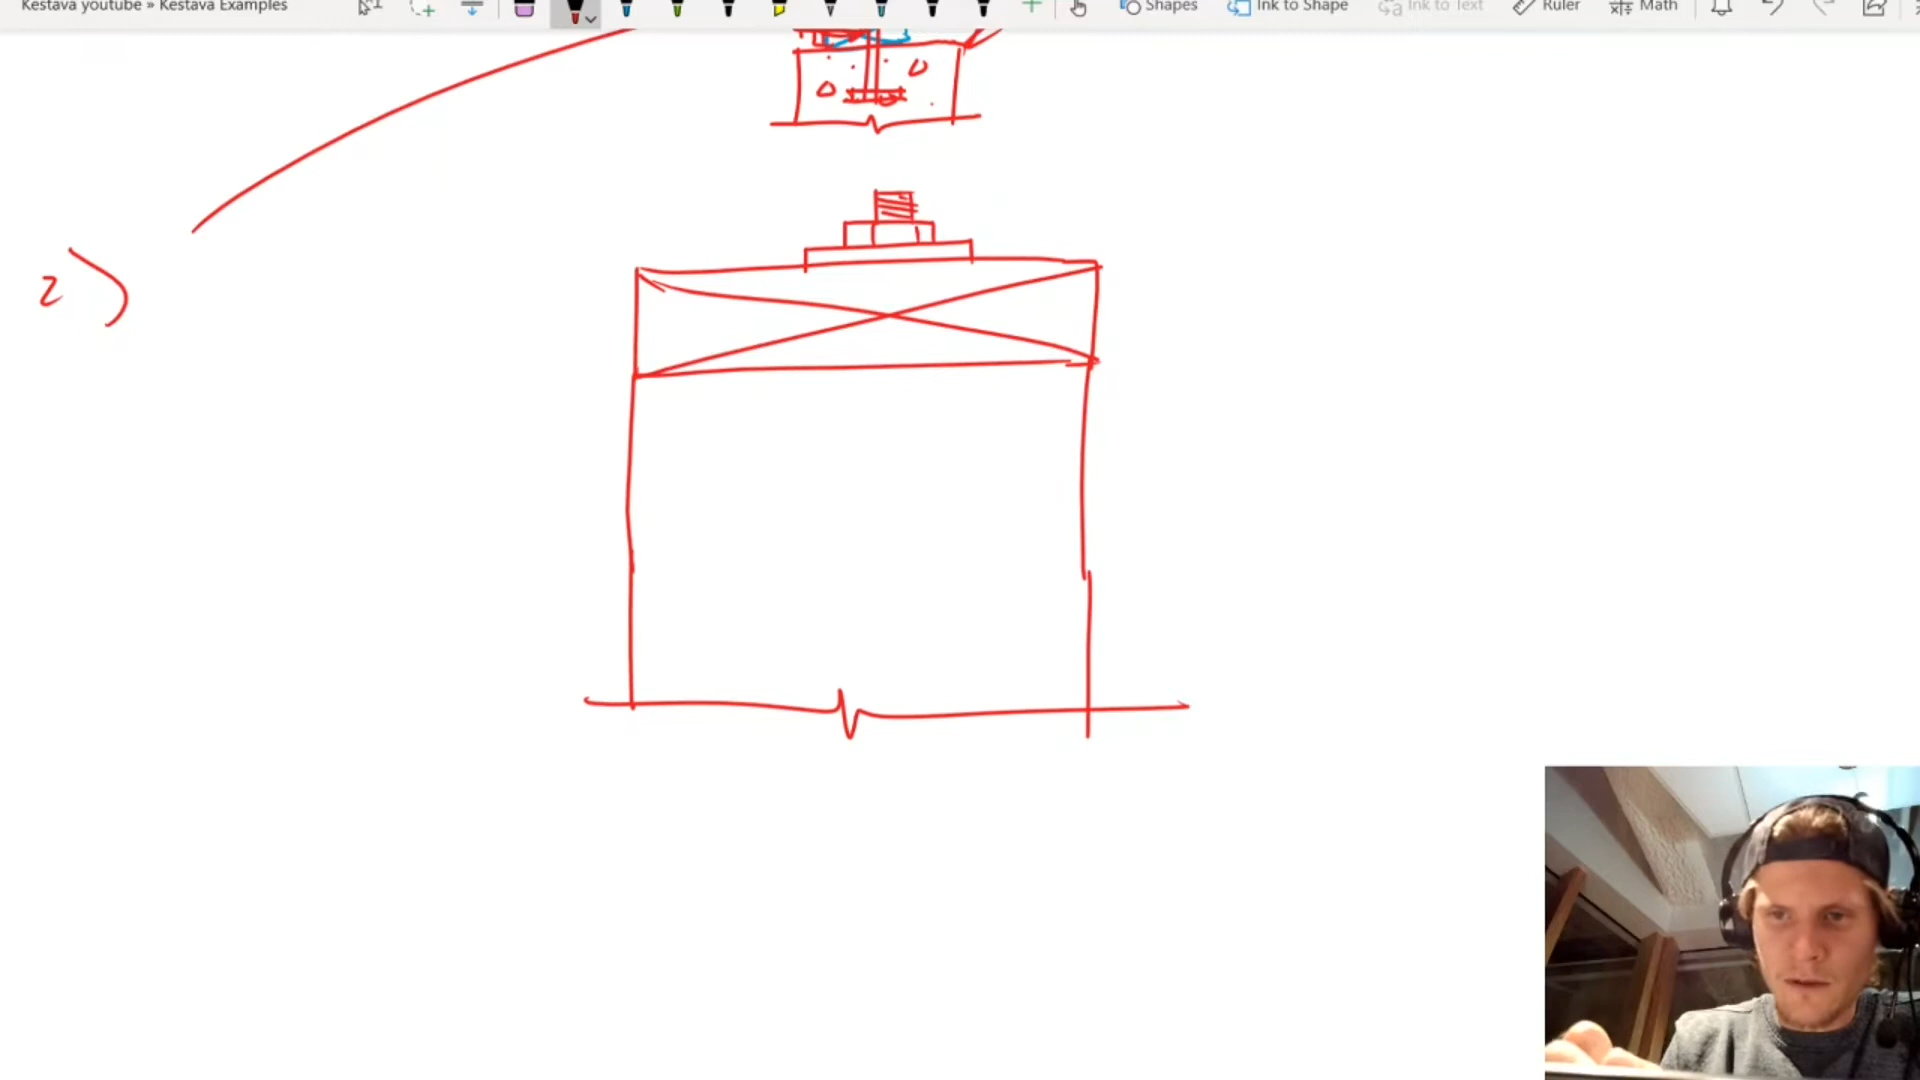 Kestava youtube » Kestava Examples
Shapes
Ink to Shape
Ink to Text
Ruler
Math
2)